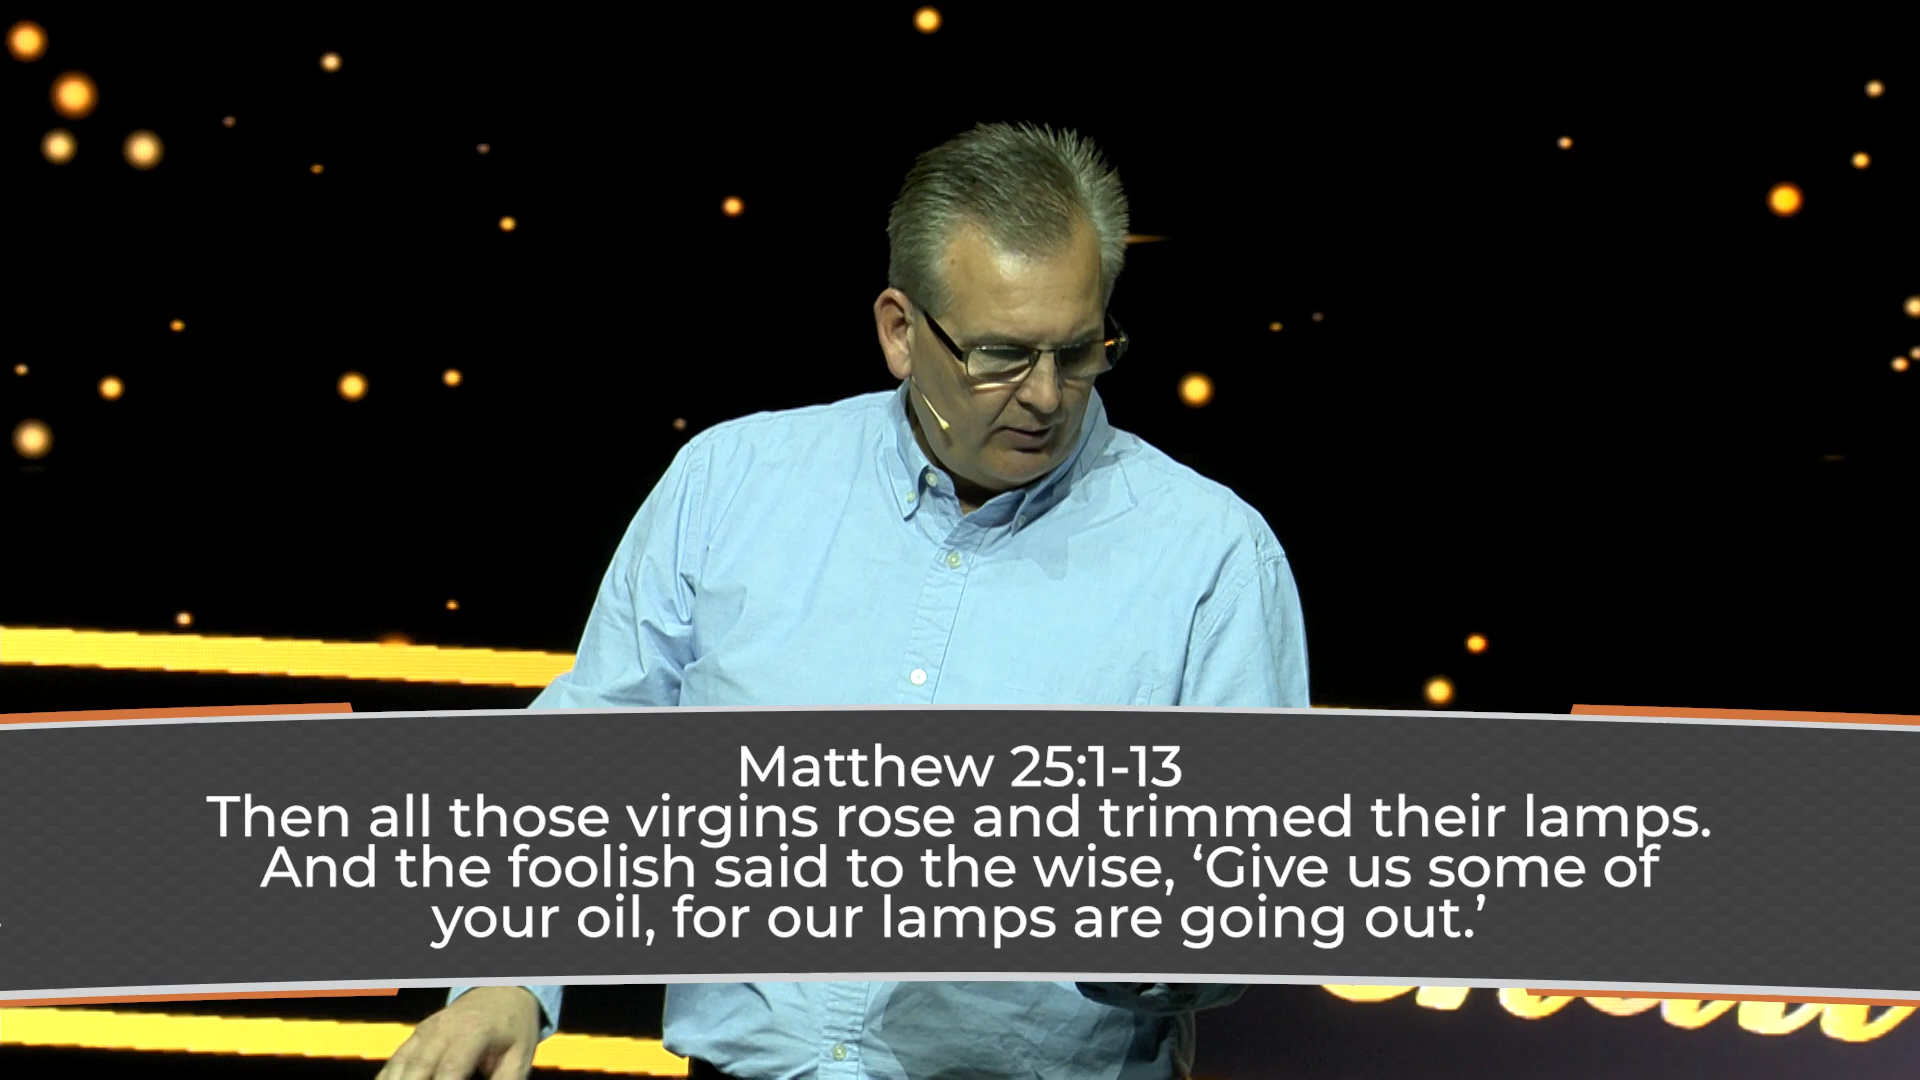 Matthew 25:1-13
Then all those virgins rose and trimmed their lamps.
And the foolish said to the wise, ‘Give us some of
your oil, for our lamps are going out.’